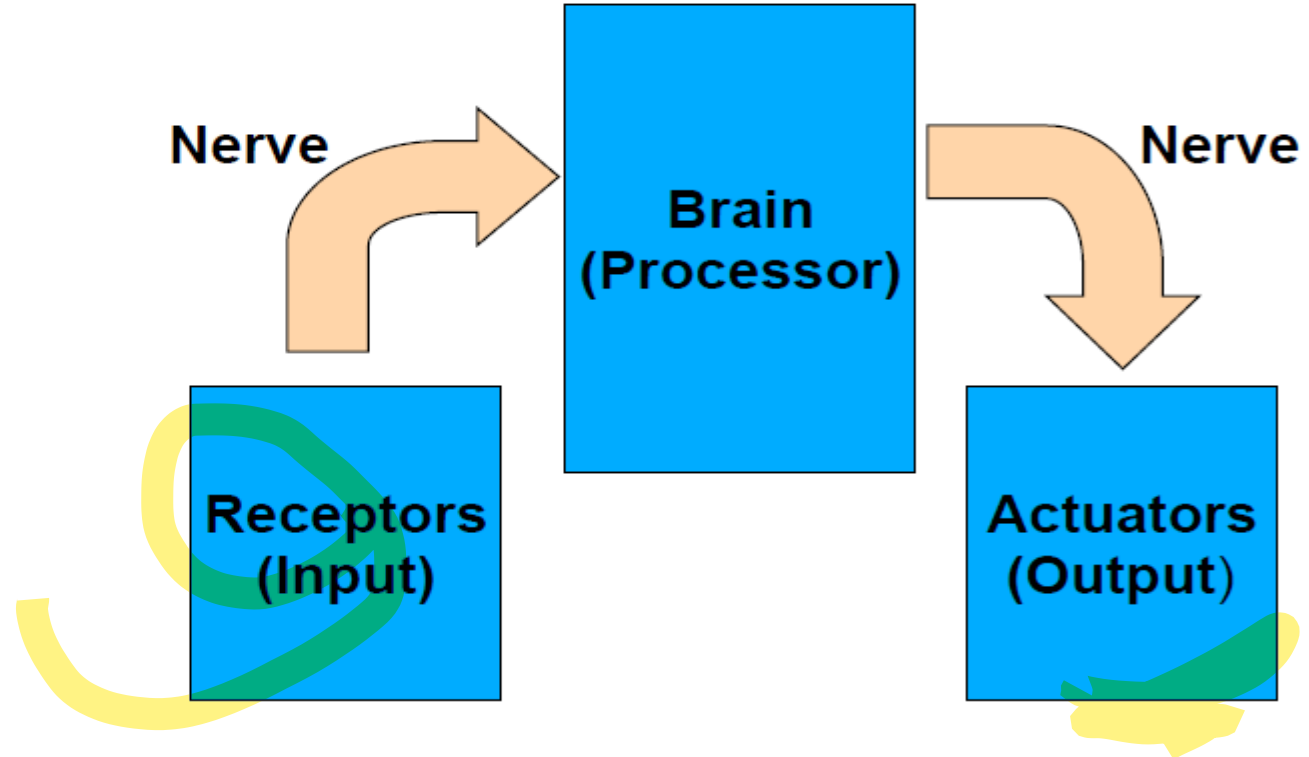 Nerve
Nerve
Brain
(Processor)
Receptors
(Input)
Actuators
(Output)